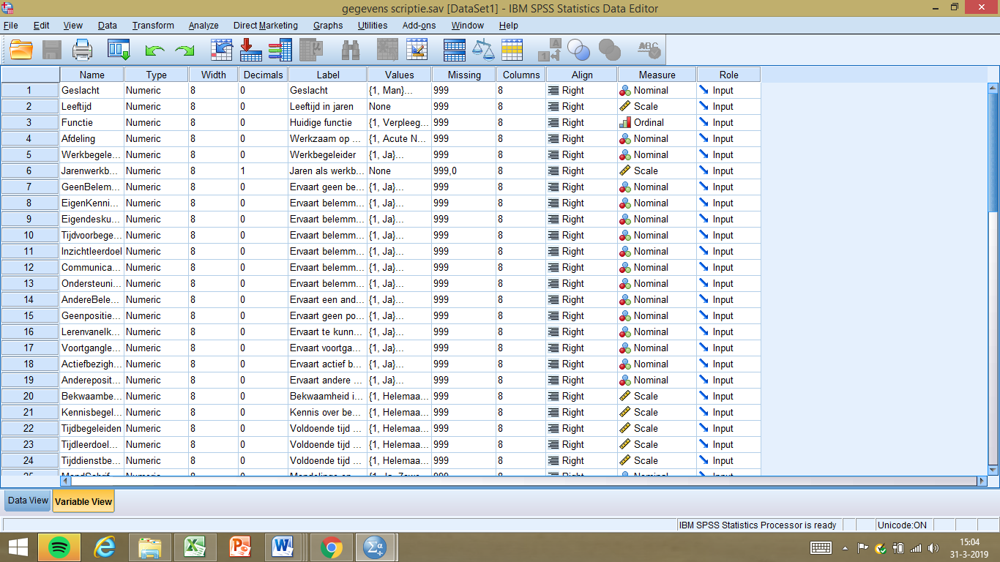 gegevens scriptie.sav [DataSet1] - IBM SPSS Statistics Data Editor
File Edit View Data Transform Analyze Direct Marketing Graphs Utilities Add-ons Window Help
Name Type Width Decimals Label Values Missing Columns Align Measure Role
1 Geslacht Numeric 8 0 Geslacht {1, Man}... 999 8 Right Nominal Input
2 Leeftijd Numeric 8 0 Leeftijd in jaren None 999 8 Right Scale Input
3 Functie Numeric 8 0 Huidige functie {1, Verpleeg... 999 8 Right Ordinal Input
4 Afdeling Numeric 8 0 Werkzaam op ... {1, Acute N... 999 8 Right Nominal Input
5 Werkbegele... Numeric 8 0 Werkbegeleider {1, Ja}... 999 8 Right Nominal Input
6 Jarenwerkb... Numeric 8 1 Jaren als werkb... None 999,0 8 Right Scale Input
7 GeenBelem... Numeric 8 0 Ervaart geen be... {1, Ja}... 999 8 Right Nominal Input
8 EigenKenni... Numeric 8 0 Ervaart belemm... {1, Ja}... 999 8 Right Nominal Input
9 Eigendesku... Numeric 8 0 Ervaart belemm... {1, Ja}... 999 8 Right Nominal Input
10 Tijdvoorbege... Numeric 8 0 Ervaart belemm... {1, Ja}... 999 8 Right Nominal Input
11 Inzichtleerdoel Numeric 8 0 Ervaart belemm... {1, Ja}... 999 8 Right Nominal Input
12 Communica... Numeric 8 0 Ervaart belemm... {1, Ja}... 999 8 Right Nominal Input
13 Ondersteuni... Numeric 8 0 Ervaart belemm... {1, Ja}... 999 8 Right Nominal Input
14 AndereBele... Numeric 8 0 Ervaart een and... {1, Ja}... 999 8 Right Nominal Input
15 Geenpositie... Numeric 8 0 Ervaart geen po... {1, Ja}... 999 8 Right Nominal Input
16 Lerenvanelk... Numeric 8 0 Ervaart te kunn... {1, Ja}... 999 8 Right Nominal Input
17 Voortgangle... Numeric 8 0 Ervaart voortga... {1, Ja}... 999 8 Right Nominal Input
18 Actiefbezigh... Numeric 8 0 Ervaart actief b... {1, Ja}... 999 8 Right Nominal Input
19 Andereposit... Numeric 8 0 Ervaart andere ... {1, Ja}... 999 8 Right Nominal Input
20 Bekwaambe... Numeric 8 0 Bekwaamheid i... {1, Helemaa... 999 8 Right Scale Input
21 Kennisbegel... Numeric 8 0 Kennis over be... {1, Helemaa... 999 8 Right Scale Input
22 Tijdbegeleiden Numeric 8 0 Voldoende tijd ... {1, Helemaa... 999 8 Right Scale Input
23 Tijdleerdoel... Numeric 8 0 Voldoende tijd ... {1, Helemaa... 999 8 Right Scale Input
24 Tijddienstbe... Numeric 8 0 Voldoende tijd ... {1, Helemaa... 999 8 Right Scale Input
Data View Variable View
IBM SPSS Statistics Processor is ready Unicode:ON
15:04
31-3-2019